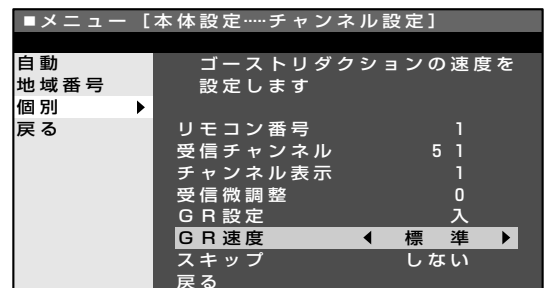 ■メニュー [本体設定……チャンネル設定]
自動
地域番号
個別 ▶
戻る
ゴーストリダクションの速度を
設定します
リモコン番号 1
受信チャンネル 51
チャンネル表示 1
受信微調整 0
GR設定 入
GR速度 ◀ 標準 ▶
スキップ しない
戻る